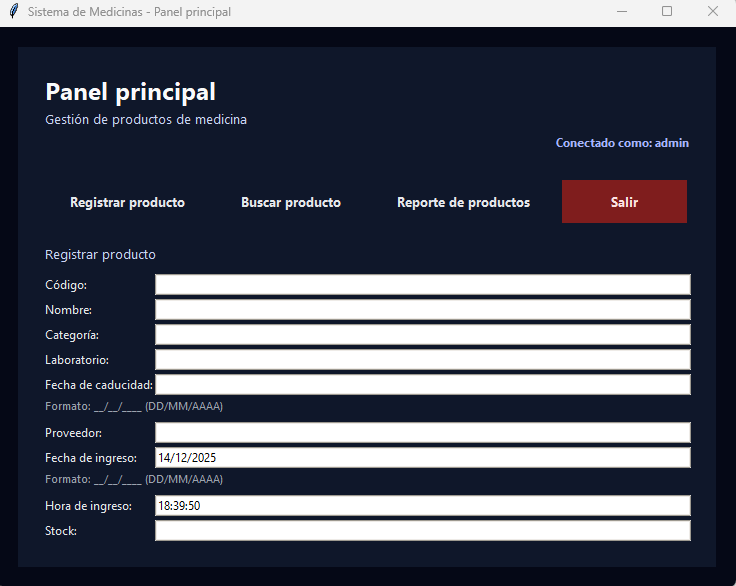 Sistema de Medicinas - Panel principal
Panel principal
Gestión de productos de medicina
Conectado como: admin
Registrar producto Buscar producto Reporte de productos Salir
Registrar producto
Código:
Nombre:
Categoría:
Laboratorio:
Fecha de caducidad:
Formato: __/__/____ (DD/MM/AAAA)
Proveedor:
Fecha de ingreso: 14/12/2025
Formato: __/__/____ (DD/MM/AAAA)
Hora de ingreso: 18:39:50
Stock: